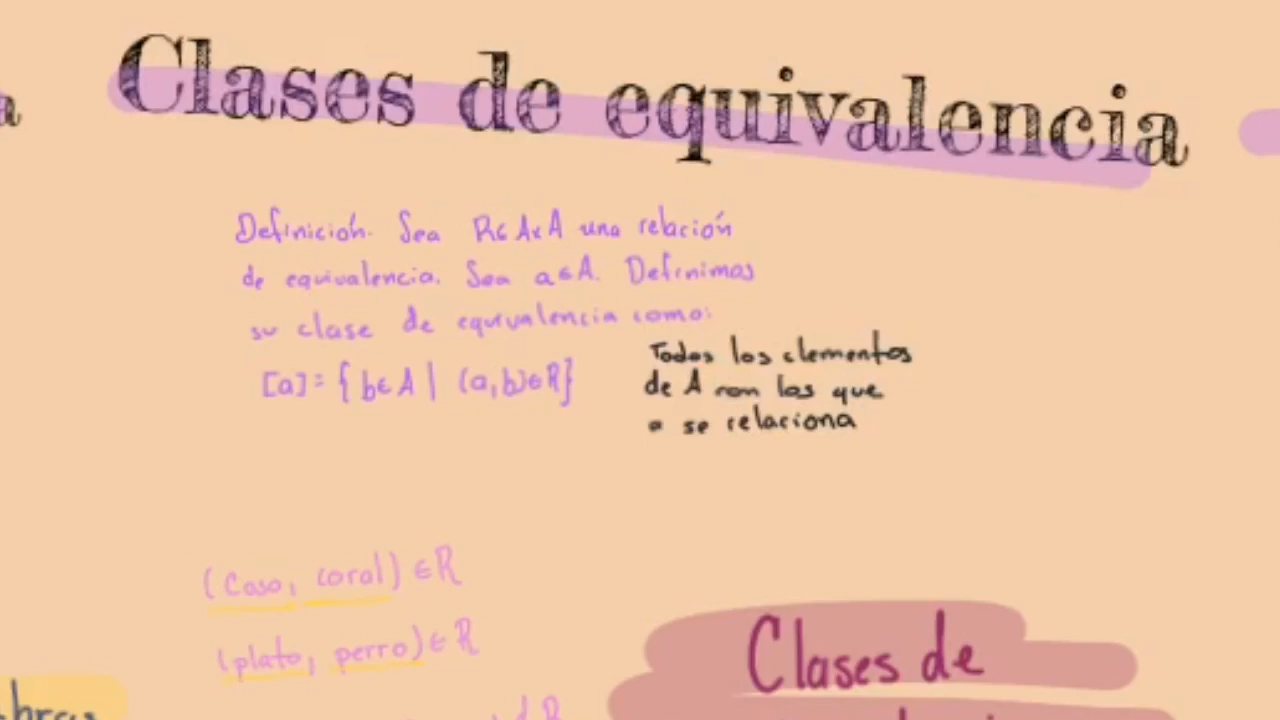 Clases de equivalencia
Definición. Sea R⊆A×A una relación
de equivalencia. Sea a∈A. Definimos
su clase de equivalencia como:
[a]={b∈A| (a,b)∈R}
Todos los elementos
de A con los que
a se relaciona
(Casa, coral)∈R
(plato, perro)∈R
Clases de